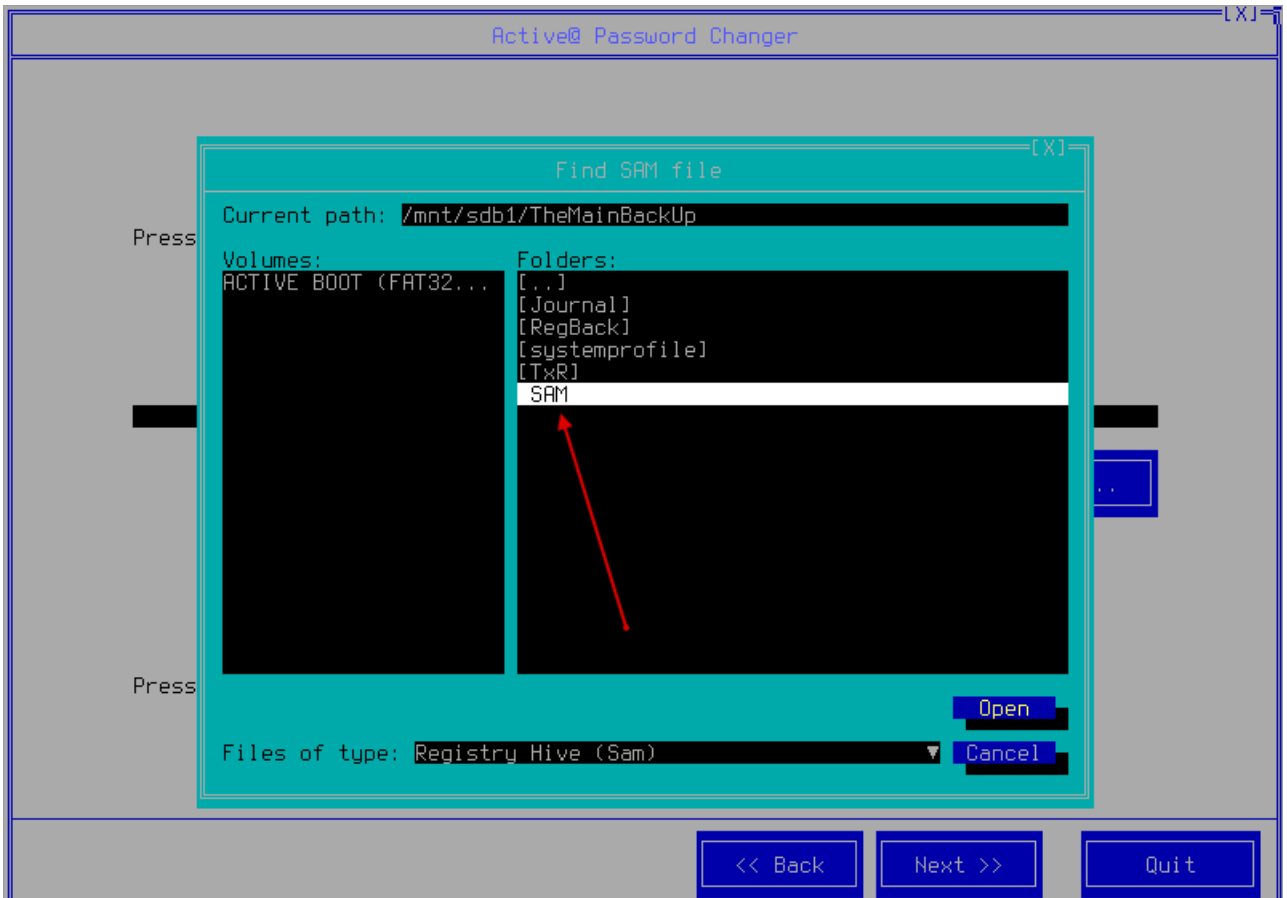 [X]
Active@ Password Changer
[X]
Find SAM file
Current path: /mnt/sdb1/TheMainBackUp
Press
Volumes:
ACTIVE BOOT (FAT32...
Folders:
[..]
[Journal]
[RegBack]
[systemprofile]
[TxR]
SAM
..
Press
Open
Files of type: Registry Hive (Sam) ▼
Cancel
<< Back
Next >>
Quit